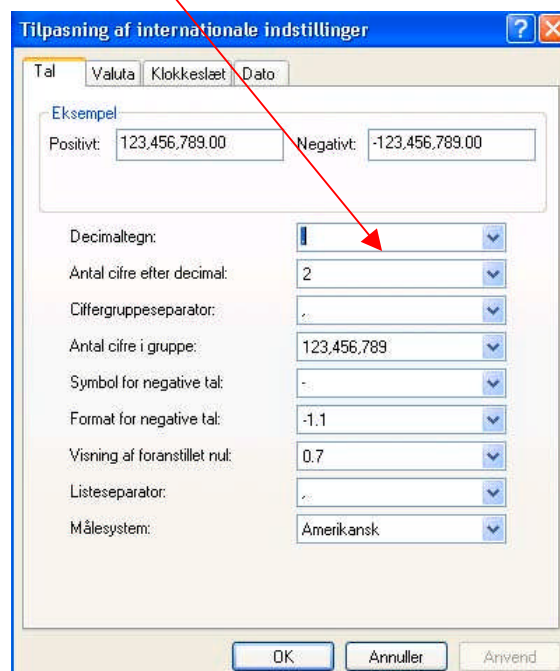 Tilpasning af internationale indstillinger
Tal Valuta Klokkeslæt Dato
Eksempel
Positivt: 123,456,789.00 Negativt: -123,456,789.00
Decimaltegn:
Antal cifre efter decimal: 2
Ciffergruppeseparator: ,
Antal cifre i gruppe: 123,456,789
Symbol for negative tal: -
Format for negative tal: -1.1
Visning af foranstillet nul: 0.7
Listeseparator: ,
Målesystem: Amerikansk
OK Annuller Anvend